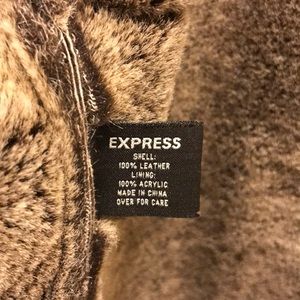 EXPRESS
SHELL:
100% LEATHER
LINING:
100% ACRYLIC
MADE IN CHINA
OVER FOR CARE